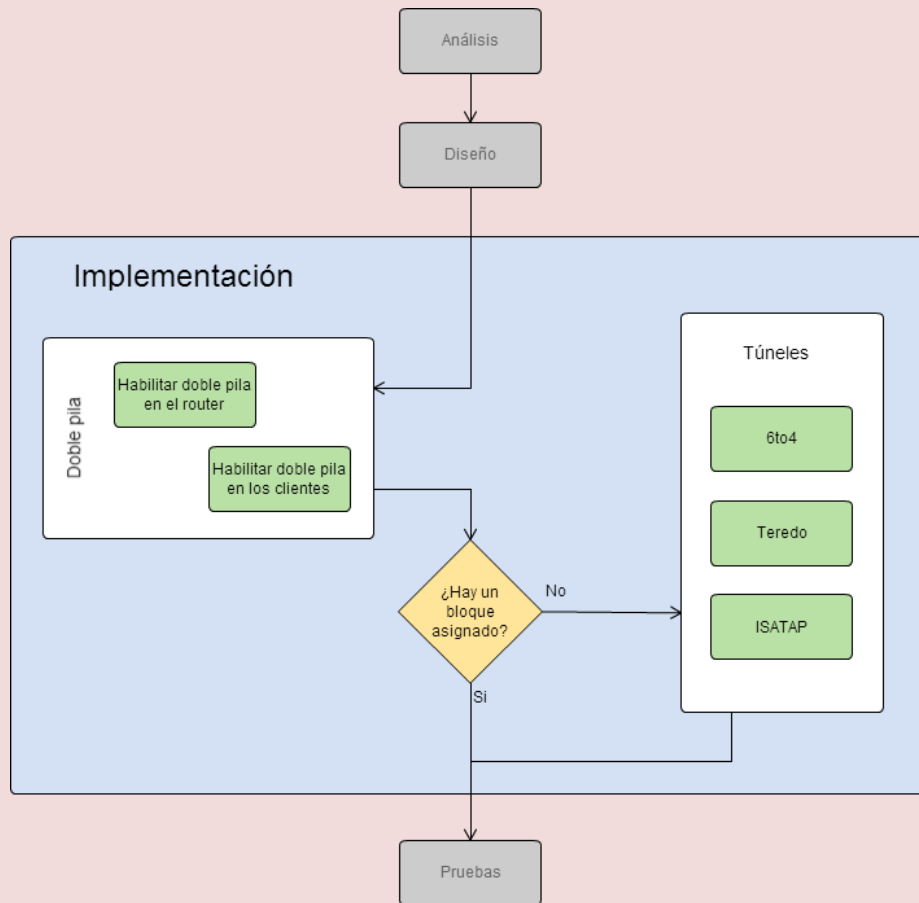 Análisis
Diseño
Implementación
Doble pila
Habilitar doble pila
en el router
Habilitar doble pila
en los clientes
¿Hay un
bloque
asignado?
No
Si
Túneles
6to4
Teredo
ISATAP
Pruebas